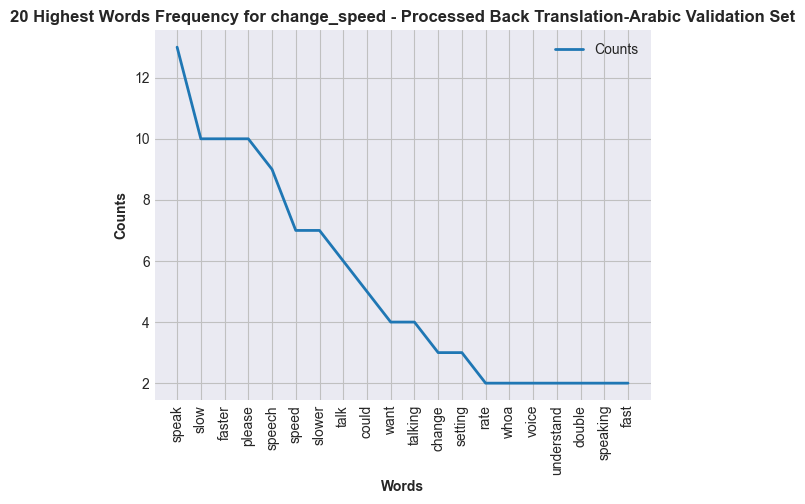 20 Highest Words Frequency for change_speed - Processed Back Translation-Arabic Validation Set
Counts
12
10
8
6
4
2
Counts
speak
slow
faster
please
speech
speed
slower
talk
could
want
talking
change
setting
rate
whoa
voice
understand
double
speaking
fast
Words